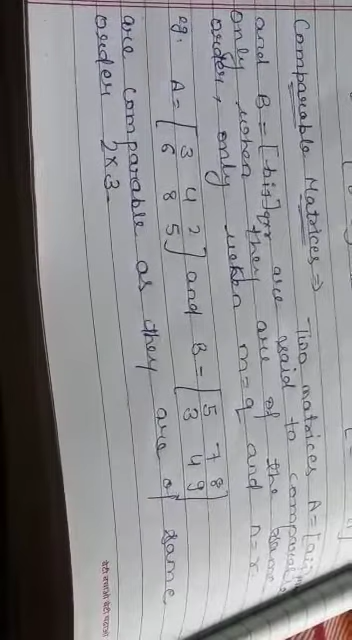 Comparable Matrices ⇒ Two matrices A = [aij]
and B = [bij]q×r are said to comparable
only when they are of the same
order, only when m = q and n = r.
eg. A = [3 4 2 and B = [5 7 8
6 8 5] 3 4 9]
are comparable as they are of same
order 2×3.